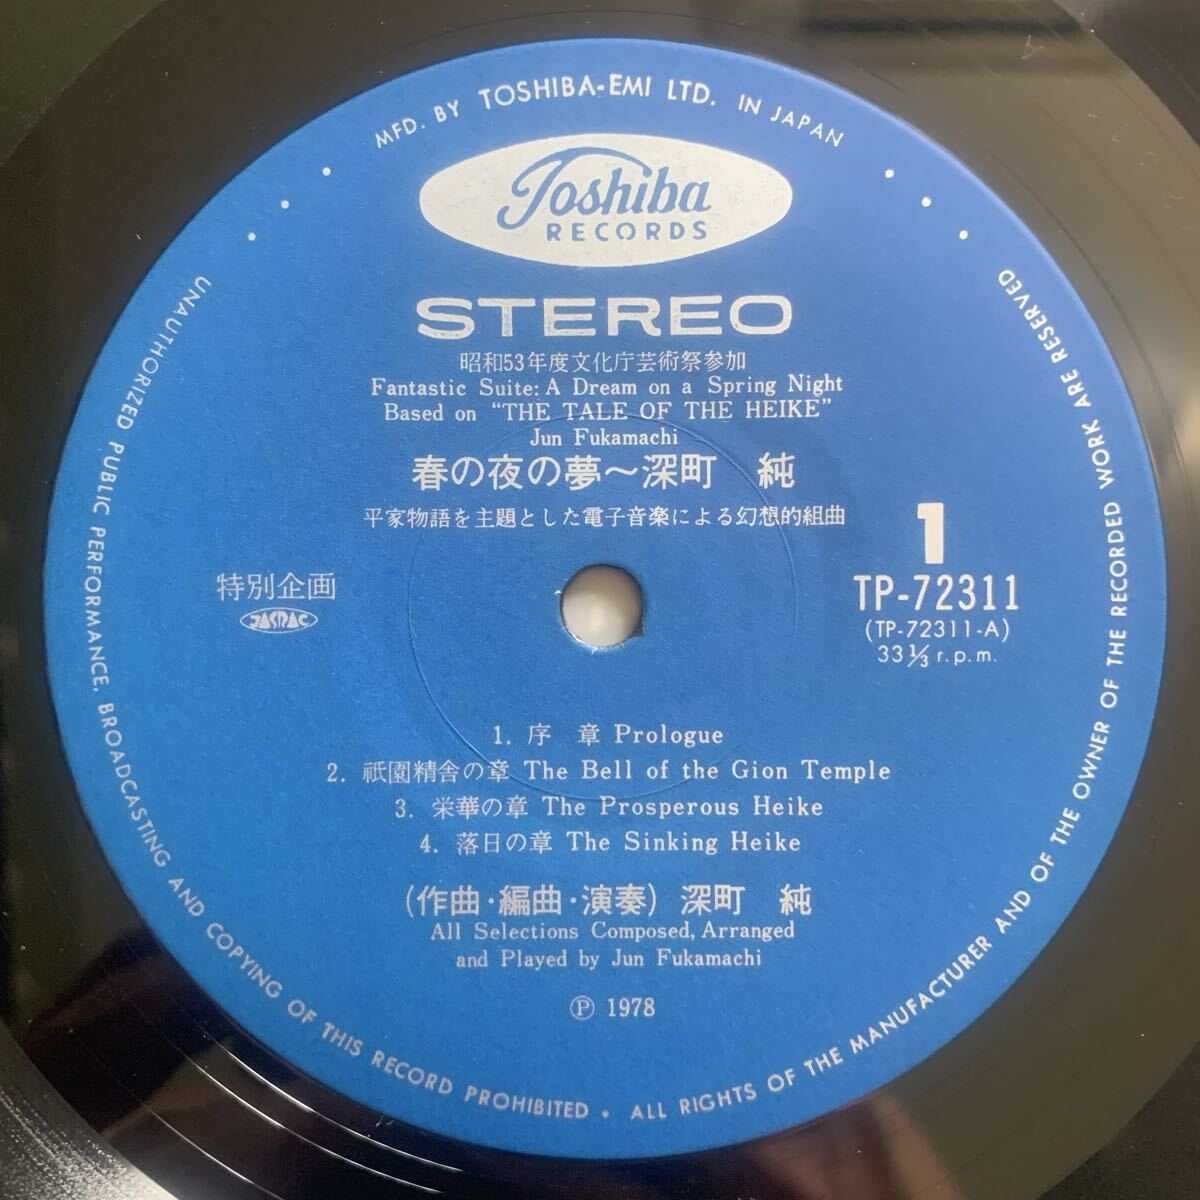 MFD. BY TOSHIBA-EMI LTD. IN JAPAN
Toshiba
RECORDS
STEREO
昭和53年度文化庁芸術祭参加
Fantastic Suite: A Dream on a Spring Night
Based on “THE TALE OF THE HEIKE”
Jun Fukamachi
春の夜の夢〜深町　純
平家物語を主題とした電子音楽による幻想的組曲
1
特別企画
JASRAC
TP-72311
(TP-72311-A)
33⅓ r.p.m.
1. 序　章 Prologue
2. 祇園精舎の章 The Bell of the Gion Temple
3. 栄華の章 The Prosperous Heike
4. 落日の章 The Sinking Heike
(作曲・編曲・演奏) 深町　純
All Selections Composed, Arranged
and Played by Jun Fukamachi
Ⓟ 1978
UNAUTHORIZED PUBLIC PERFORMANCE, BROADCASTING AND COPYING OF THIS RECORD PROHIBITED • ALL RIGHTS OF THE MANUFACTURER AND OF THE OWNER OF THE RECORDED WORK ARE RESERVED